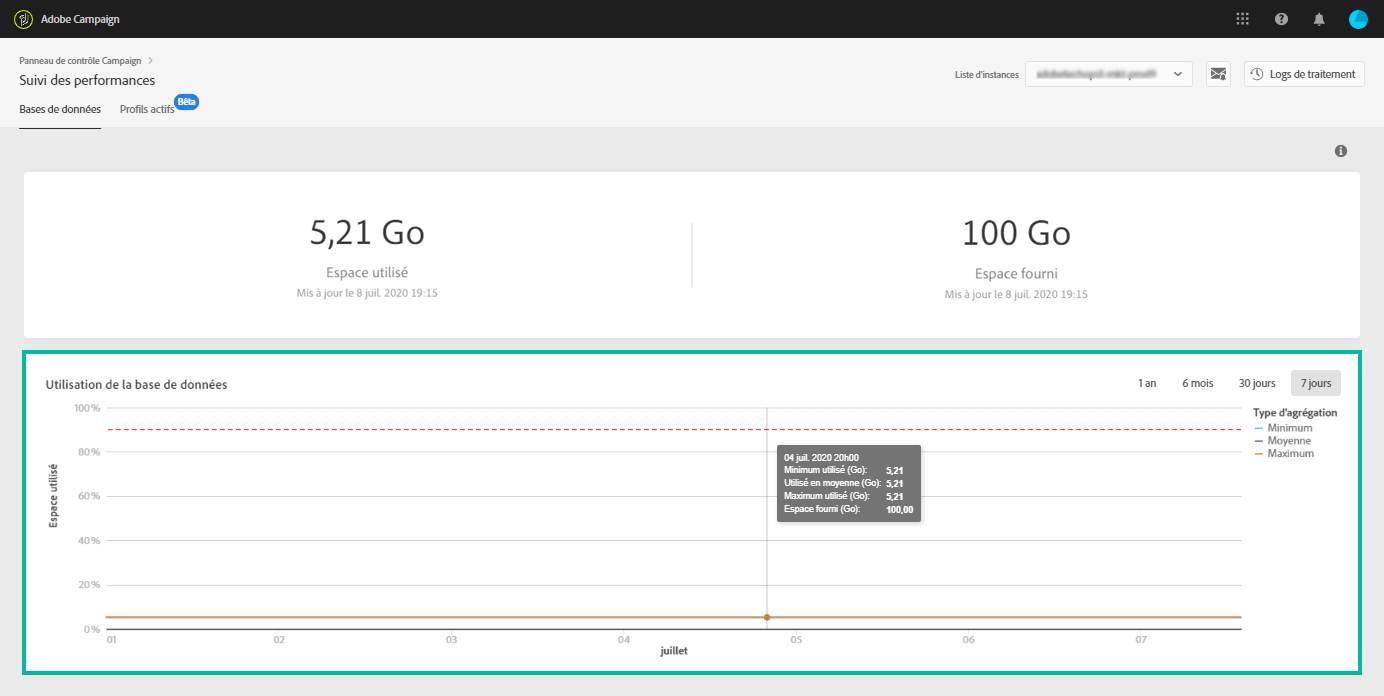 Adobe Campaign
Panneau de contrôle Campaign
Suivi des performances
Liste d'instances
Logs de traitement
Bases de données
Profils actifs
Bêta
5,21 Go
Espace utilisé
Mis à jour le 8 juil. 2020 19:15
100 Go
Espace fourni
Mis à jour le 8 juil. 2020 19:15
Utilisation de la base de données
1 an
6 mois
30 jours
7 jours
Type d'agrégation
Minimum
Moyenne
Maximum
Espace utilisé
100 %
80 %
60 %
40 %
20 %
0 %
04 juil. 2020 20h00
Minimum utilisé (Go): 5,21
Utilisé en moyenne (Go): 5,21
Maximum utilisé (Go): 5,21
Espace fourni (Go): 100,00
01 02 03 04 05 06 07
juillet